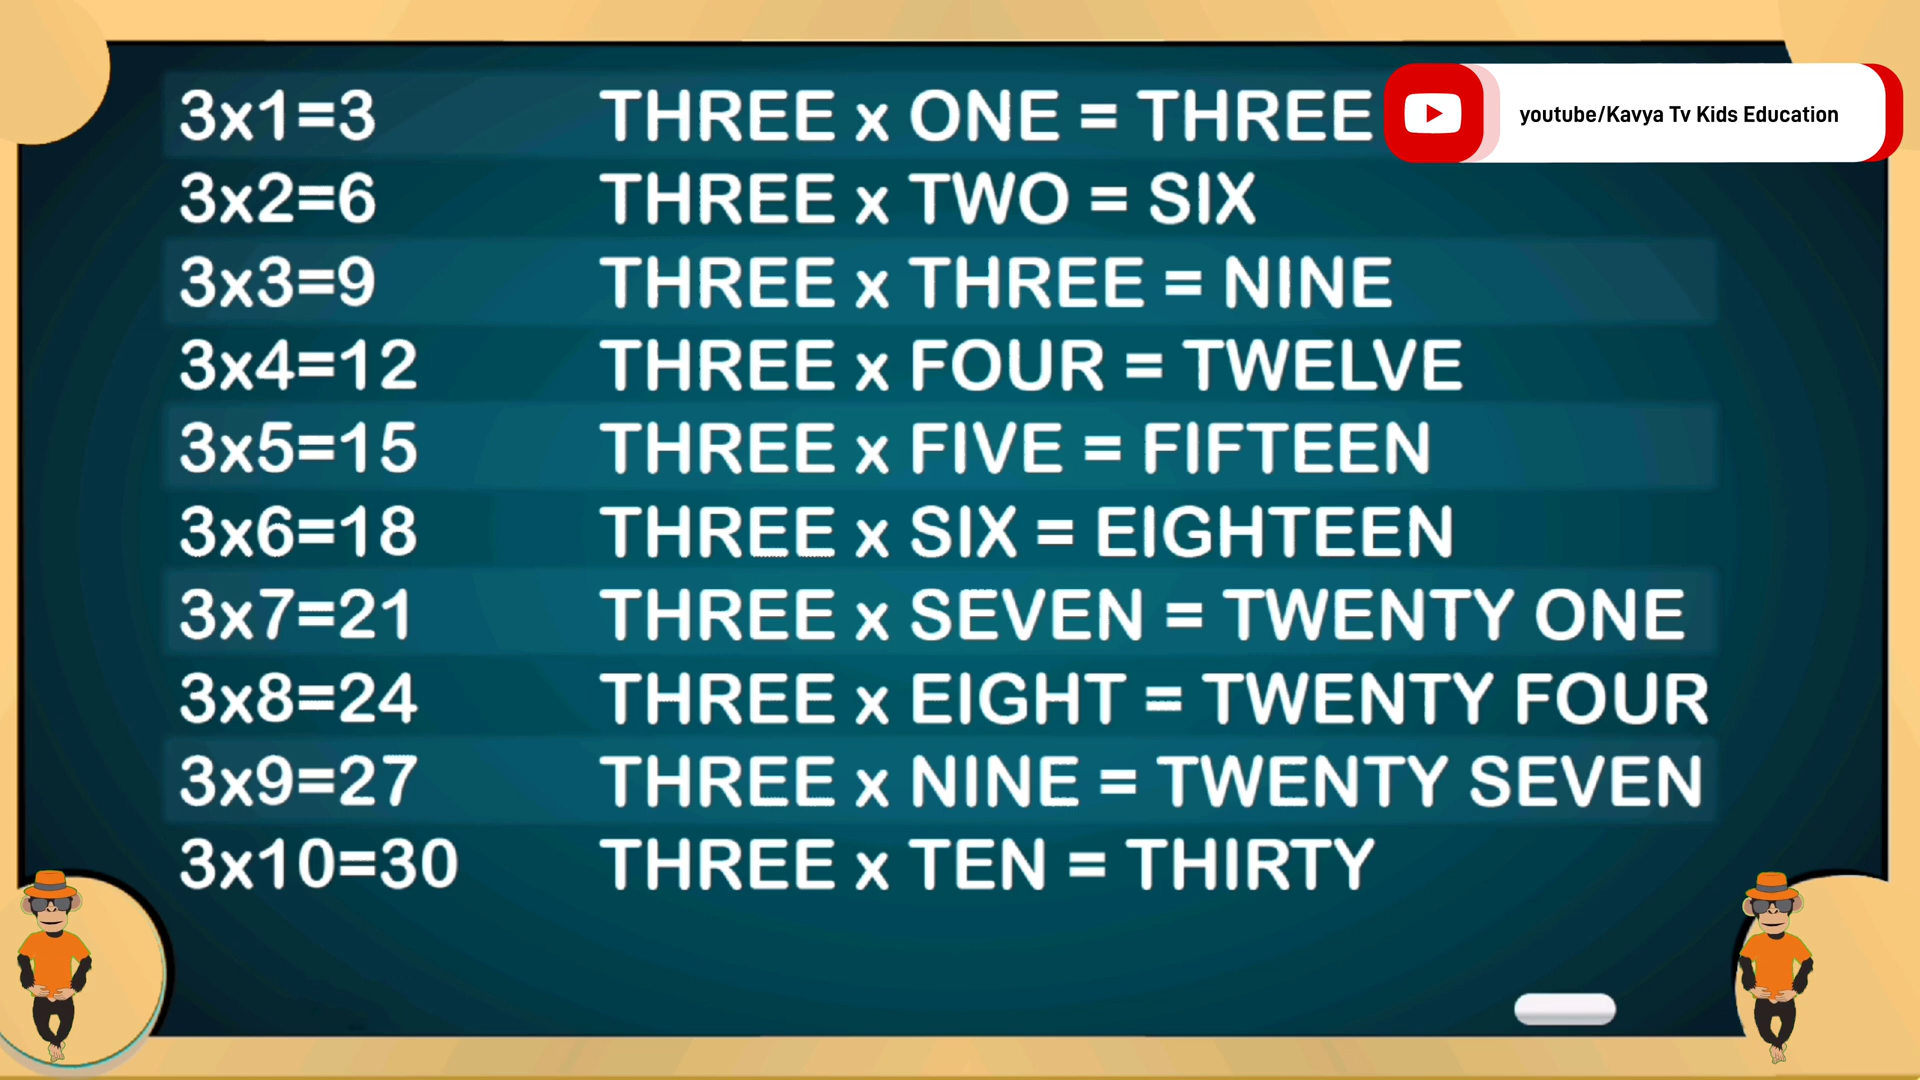 3x1=3 THREE x ONE = THREE
youtube/Kavya Tv Kids Education
3x2=6 THREE x TWO = SIX
3x3=9 THREE x THREE = NINE
3x4=12 THREE x FOUR = TWELVE
3x5=15 THREE x FIVE = FIFTEEN
3x6=18 THREE x SIX = EIGHTEEN
3x7=21 THREE x SEVEN = TWENTY ONE
3x8=24 THREE x EIGHT = TWENTY FOUR
3x9=27 THREE x NINE = TWENTY SEVEN
3x10=30 THREE x TEN = THIRTY